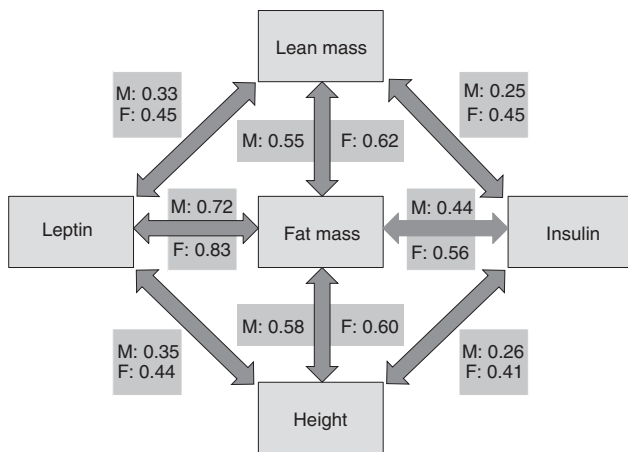 Lean mass
M: 0.33
F: 0.45
M: 0.25
F: 0.45
M: 0.55
F: 0.62
Leptin
M: 0.72
F: 0.83
Fat mass
M: 0.44
F: 0.56
Insulin
M: 0.35
F: 0.44
M: 0.58
F: 0.60
M: 0.26
F: 0.41
Height